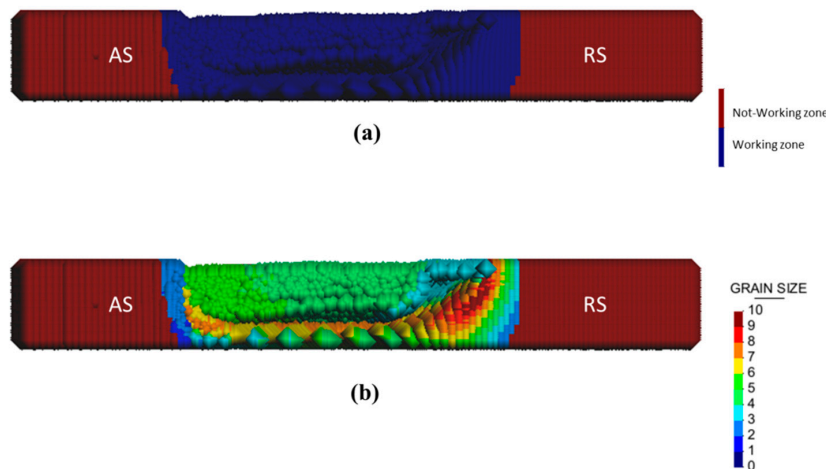 AS
RS
Not-Working zone
Working zone
(a)
AS
RS
GRAIN SIZE
10
9
8
7
6
5
4
3
2
1
0
(b)